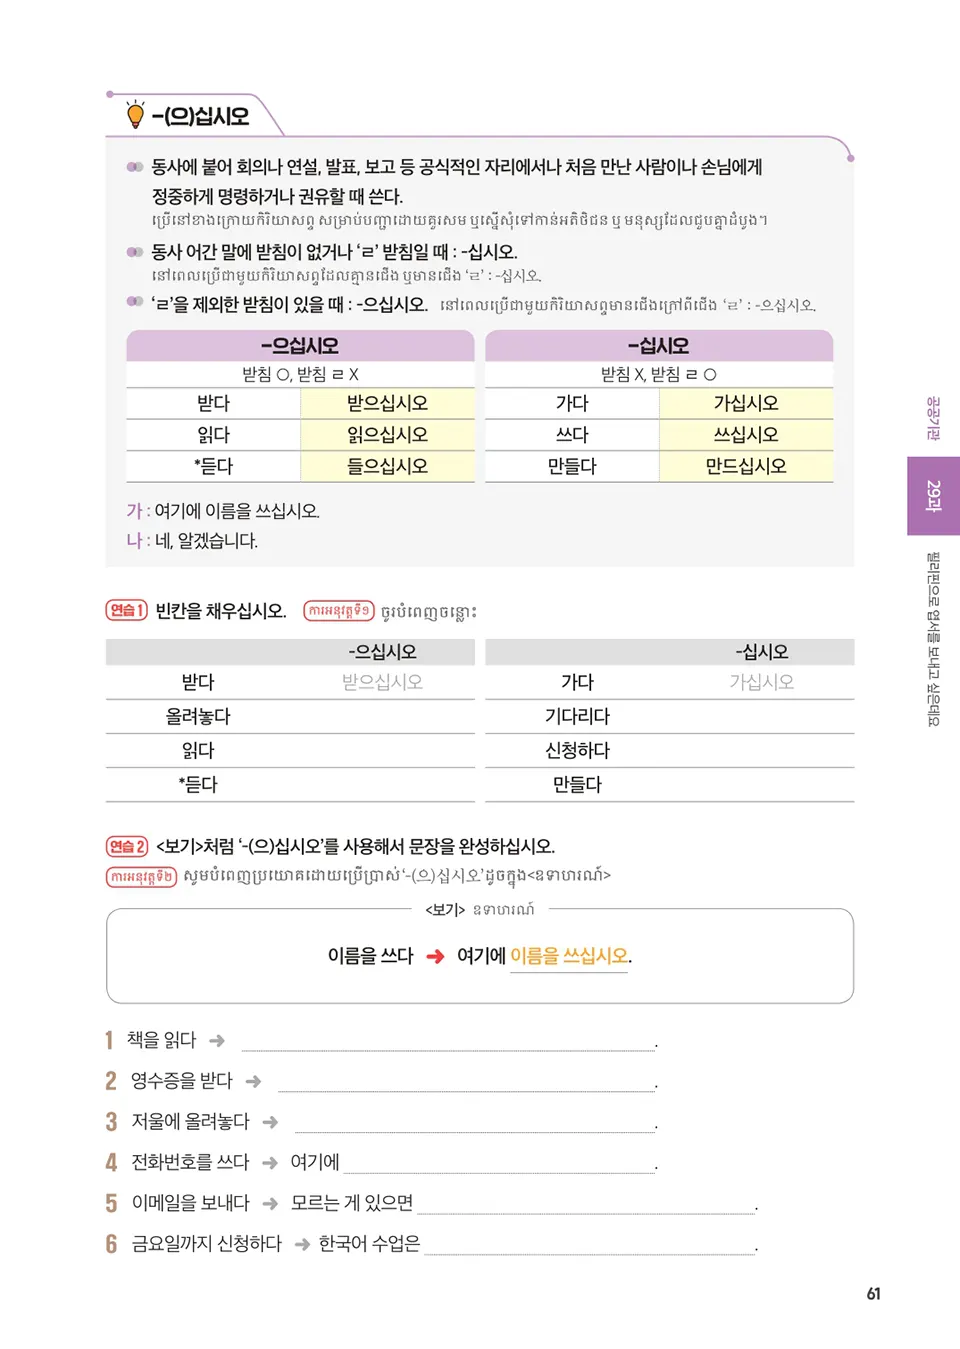 -(으)십시오
동사에 붙어 회의나 연설, 발표, 보고 등 공식적인 자리에서나 처음 만난 사람이나 손님에게
정중하게 명령하거나 권유할 때 쓴다.
ប្រើនៅខាងក្រោយកិរិយាសព្ទ សម្រាប់បញ្ជាដោយគួរសម ឬស្នើសុំទៅកាន់អតិថិជន ឬ មនុស្សដែលជួបគ្នាដំបូង។
동사 어간 말에 받침이 없거나 ‘ㄹ’ 받침일 때 : -십시오.
នៅពេលប្រើជាមួយកិរិយាសព្ទដែលគ្មានជើង ឬមានជើង ‘ㄹ’ : -십시오.
‘ㄹ’을 제외한 받침이 있을 때 : -으십시오. នៅពេលប្រើជាមួយកិរិយាសព្ទមានជើងក្រៅពីជើង ‘ㄹ’ : -으십시오.
-으십시오 -십시오
받침 ○, 받침 ㄹ X 받침 X, 받침 ㄹ ○
받다 받으십시오 가다 가십시오
읽다 읽으십시오 쓰다 쓰십시오
*듣다 들으십시오 만들다 만드십시오
가 : 여기에 이름을 쓰십시오.
나 : 네, 알겠습니다.
연습 1 빈칸을 채우십시오. ការអនុវត្តទី១ ចូរបំពេញចន្លោះ
-으십시오 -십시오
받다 받으십시오 가다 가십시오
올려놓다 기다리다
읽다 신청하다
*듣다 만들다
연습 2 <보기>처럼 ‘-(으)십시오’를 사용해서 문장을 완성하십시오.
ការអនុវត្តទី២ សូមបំពេញប្រយោគដោយប្រើប្រាស់ ‘-(으)십시오’ ដូចក្នុង<ឧទាហរណ៍>
<보기> ឧទាហរណ៍
이름을 쓰다 ➜ 여기에 이름을 쓰십시오.
1 책을 읽다 ➜ .
2 영수증을 받다 ➜ .
3 저울에 올려놓다 ➜ .
4 전화번호를 쓰다 ➜ 여기에 .
5 이메일을 보내다 ➜ 모르는 게 있으면 .
6 금요일까지 신청하다 ➜ 한국어 수업은 .
공공기관
29과
필리핀으로 엽서를 보내고 싶은데요
61